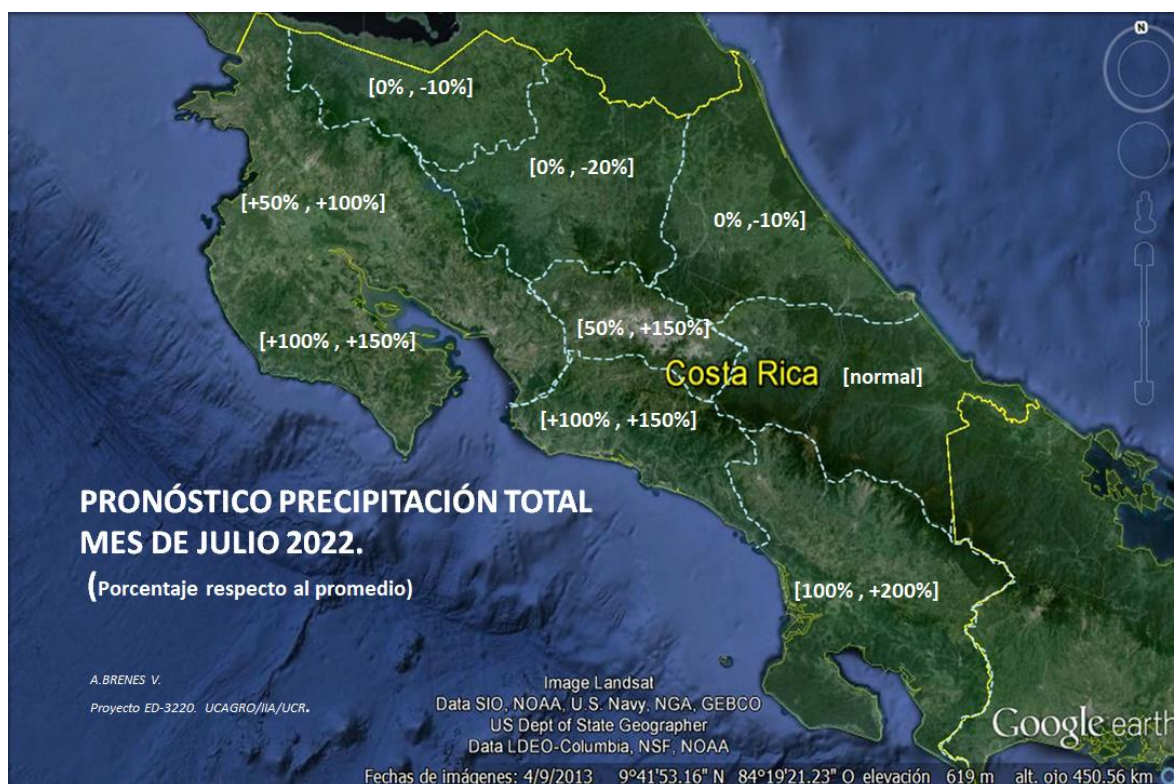 N
[0% , -10%]
[0% , -20%]
[+50% , +100%]
0% ,-10%]
[50% , +150%]
[+100% , +150%]
Costa Rica
[normal]
[+100% , +150%]
PRONÓSTICO PRECIPITACIÓN TOTAL
MES DE JULIO 2022.
(Porcentaje respecto al promedio)
[100% , +200%]
A.BRENES V.
Proyecto ED-3220. UCAGRO/IIA/UCR.
Image Landsat
Data SIO, NOAA, U.S. Navy, NGA, GEBCO
US Dept of State Geographer
Data LDEO-Columbia, NSF, NOAA
Google earth
Fechas de imágenes: 4/9/2013 9°41'53.16" N 84°19'21.23" O elevación 619 m alt. ojo 450.56 km